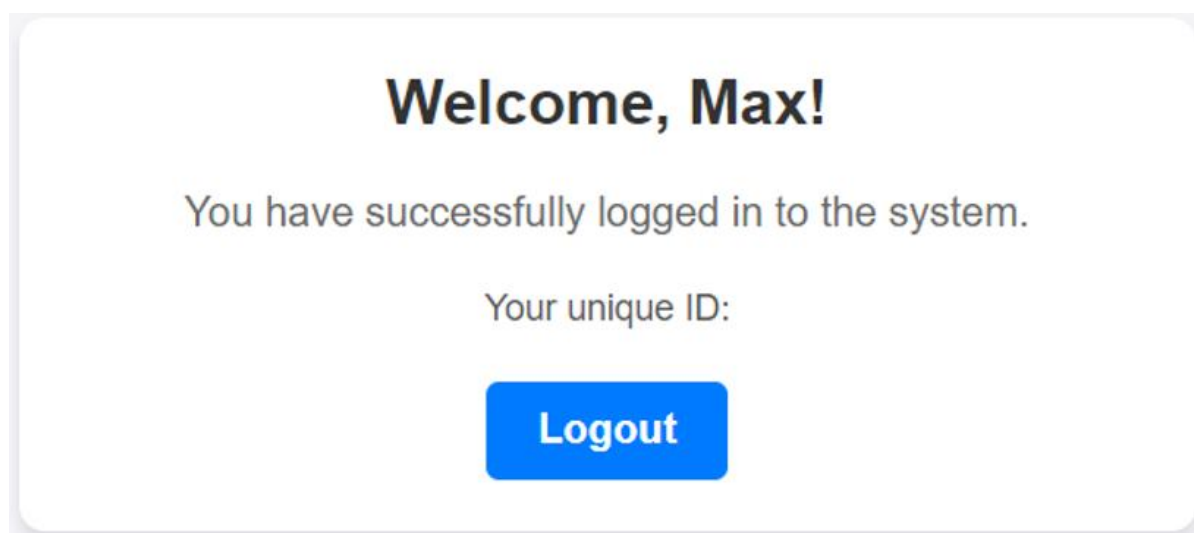 Welcome, Max!
You have successfully logged in to the system.
Your unique ID:
Logout